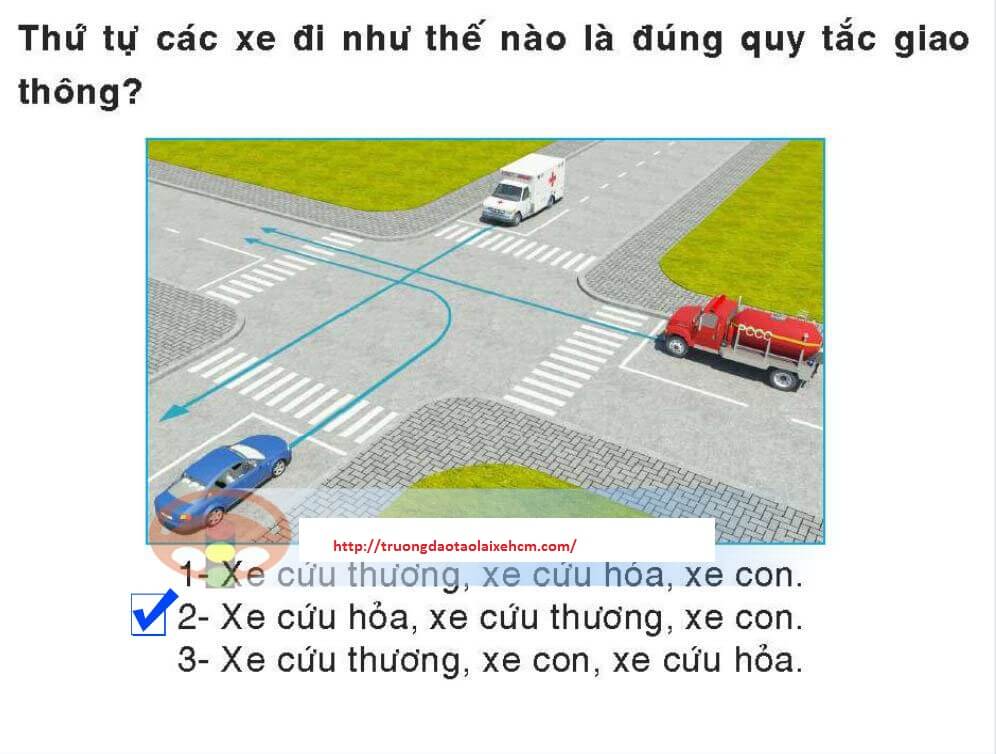 Thứ tự các xe đi như thế nào là đúng quy tắc giao
thông?
PCCC
http://truongdaotaolaixehcm.com/
1- Xe cứu thương, xe cứu hỏa, xe con.
2- Xe cứu hỏa, xe cứu thương, xe con.
3- Xe cứu thương, xe con, xe cứu hỏa.